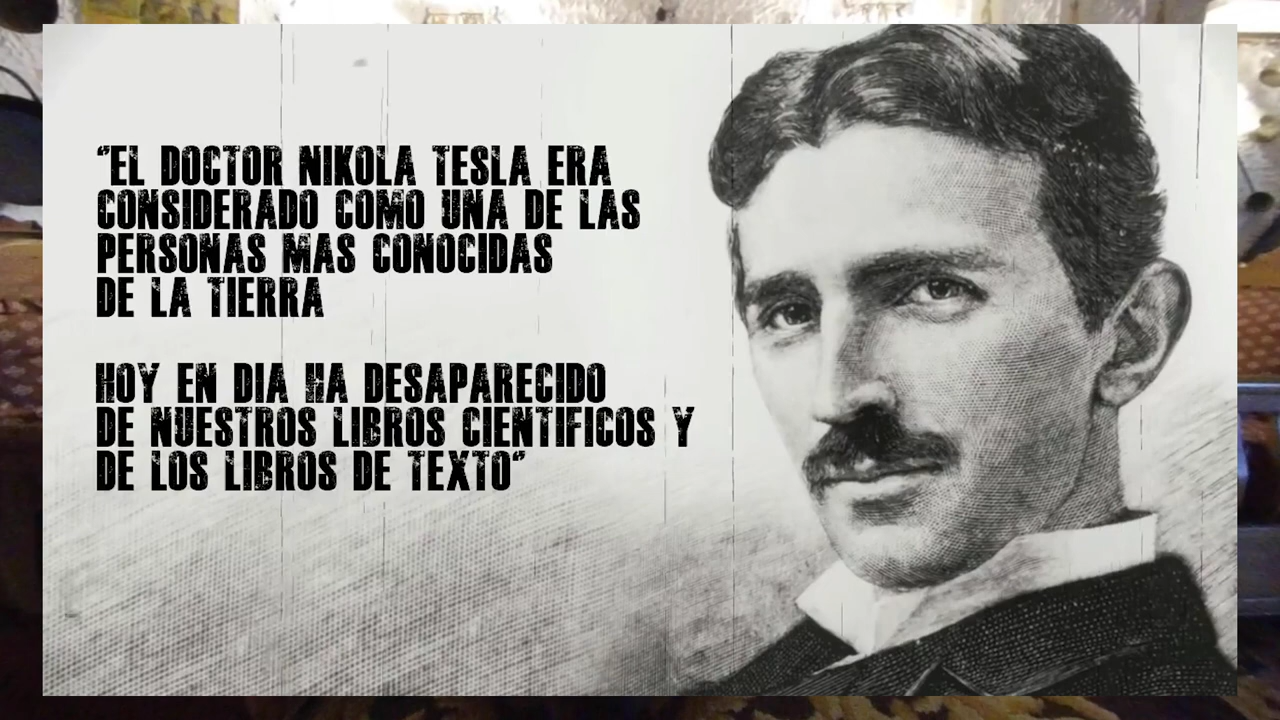 "EL DOCTOR NIKOLA TESLA ERA
CONSIDERADO COMO UNA DE LAS
PERSONAS MAS CONOCIDAS
DE LA TIERRA
HOY EN DIA HA DESAPARECIDO
DE NUESTROS LIBROS CIENTIFICOS Y
DE LOS LIBROS DE TEXTO"